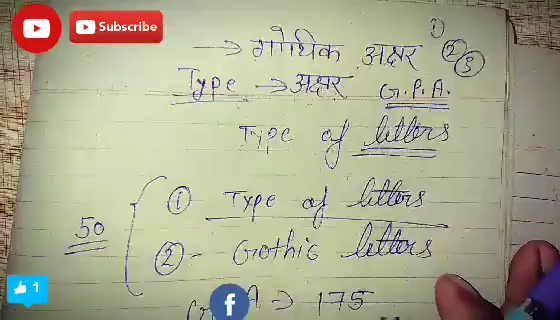 Subscribe
→ गोथिक अक्षर ① ② ③
Type → अक्षर G.P.A.
Type of letters
50
① Type of letters
② - Gothic letters
A → 175
f
1